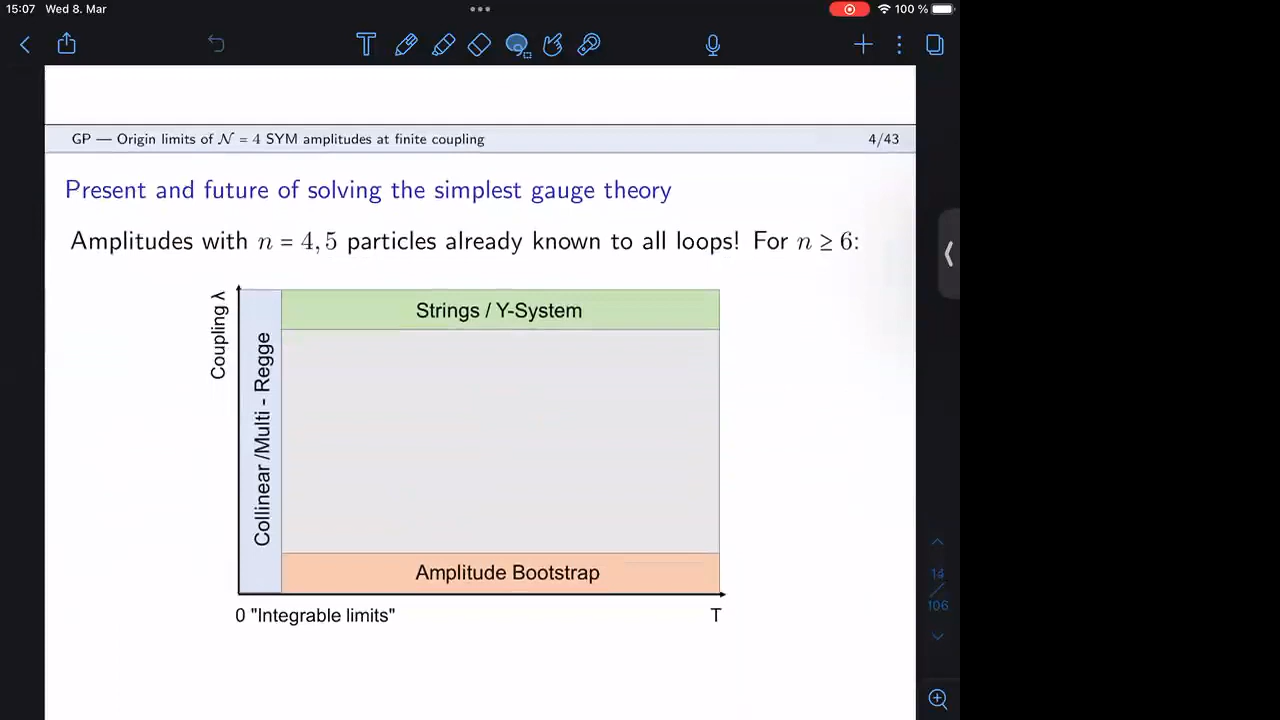 15:07 Wed 8. Mar
100 %
GP — Origin limits of 𝒩 = 4 SYM amplitudes at finite coupling 4/43
Present and future of solving the simplest gauge theory
Amplitudes with n = 4, 5 particles already known to all loops! For n ≥ 6:
Coupling λ
Strings / Y-System
Collinear /Multi - Regge
Amplitude Bootstrap
0 "Integrable limits" T
14
106